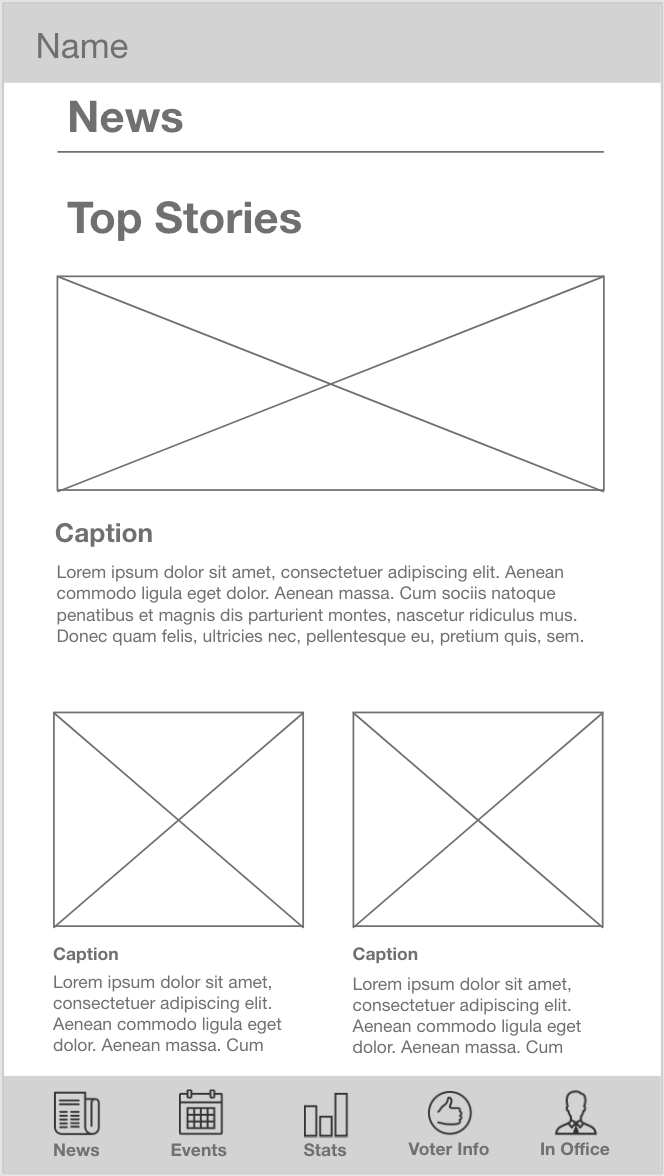 Name
News
Top Stories
Caption
Lorem ipsum dolor sit amet, consectetuer adipiscing elit. Aenean
commodo ligula eget dolor. Aenean massa. Cum sociis natoque
penatibus et magnis dis parturient montes, nascetur ridiculus mus.
Donec quam felis, ultricies nec, pellentesque eu, pretium quis, sem.
Caption
Lorem ipsum dolor sit amet,
consectetuer adipiscing elit.
Aenean commodo ligula eget
dolor. Aenean massa. Cum
Caption
Lorem ipsum dolor sit amet,
consectetuer adipiscing elit.
Aenean commodo ligula eget
dolor. Aenean massa. Cum
News
Events
Stats
Voter Info
In Office